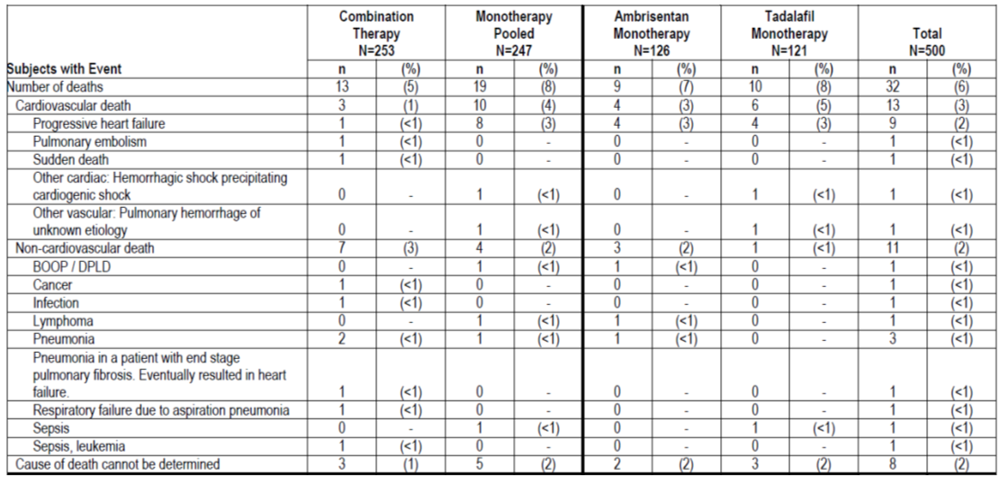 Combination Therapy N=253 Monotherapy Pooled N=247 Ambrisentan Monotherapy N=126 Tadalafil Monotherapy N=121 Total N=500
Subjects with Event n (%) n (%) n (%) n (%) n (%)
Number of deaths 13 (5) 19 (8) 9 (7) 10 (8) 32 (6)
Cardiovascular death 3 (1) 10 (4) 4 (3) 6 (5) 13 (3)
Progressive heart failure 1 (<1) 8 (3) 4 (3) 4 (3) 9 (2)
Pulmonary embolism 1 (<1) 0 - 0 - 0 - 1 (<1)
Sudden death 1 (<1) 0 - 0 - 0 - 1 (<1)
Other cardiac: Hemorrhagic shock precipitating
cardiogenic shock 0 - 1 (<1) 0 - 1 (<1) 1 (<1)
Other vascular: Pulmonary hemorrhage of
unknown etiology 0 - 1 (<1) 0 - 1 (<1) 1 (<1)
Non-cardiovascular death 7 (3) 4 (2) 3 (2) 1 (<1) 11 (2)
BOOP / DPLD 0 - 1 (<1) 1 (<1) 0 - 1 (<1)
Cancer 1 (<1) 0 - 0 - 0 - 1 (<1)
Infection 1 (<1) 0 - 0 - 0 - 1 (<1)
Lymphoma 0 - 1 (<1) 1 (<1) 0 - 1 (<1)
Pneumonia 2 (<1) 1 (<1) 1 (<1) 0 - 3 (<1)
Pneumonia in a patient with end stage
pulmonary fibrosis. Eventually resulted in heart
failure. 1 (<1) 0 - 0 - 0 - 1 (<1)
Respiratory failure due to aspiration pneumonia 1 (<1) 0 - 0 - 0 - 1 (<1)
Sepsis 0 - 1 (<1) 0 - 1 (<1) 1 (<1)
Sepsis, leukemia 1 (<1) 0 - 0 - 0 - 1 (<1)
Cause of death cannot be determined 3 (1) 5 (2) 2 (2) 3 (2) 8 (2)